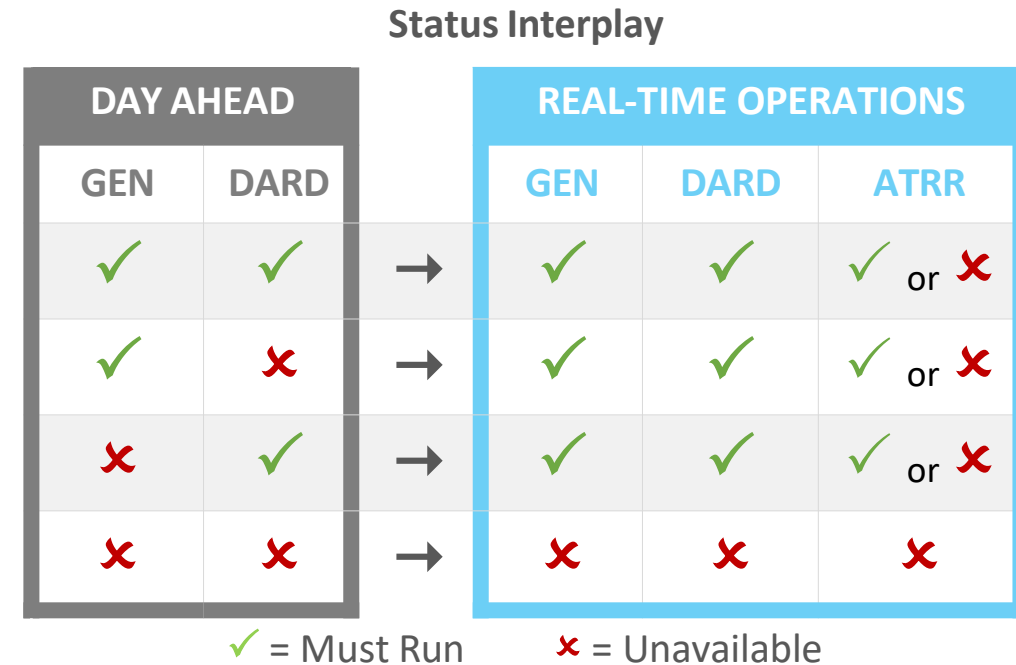 Status Interplay
DAY AHEAD REAL-TIME OPERATIONS
GEN DARD GEN DARD ATRR
✓ ✓ → ✓ ✓ ✓ or ✗
✓ ✗ → ✓ ✓ ✓ or ✗
✗ ✓ → ✓ ✓ ✓ or ✗
✗ ✗ → ✗ ✗ ✗
✓ = Must Run ✗ = Unavailable